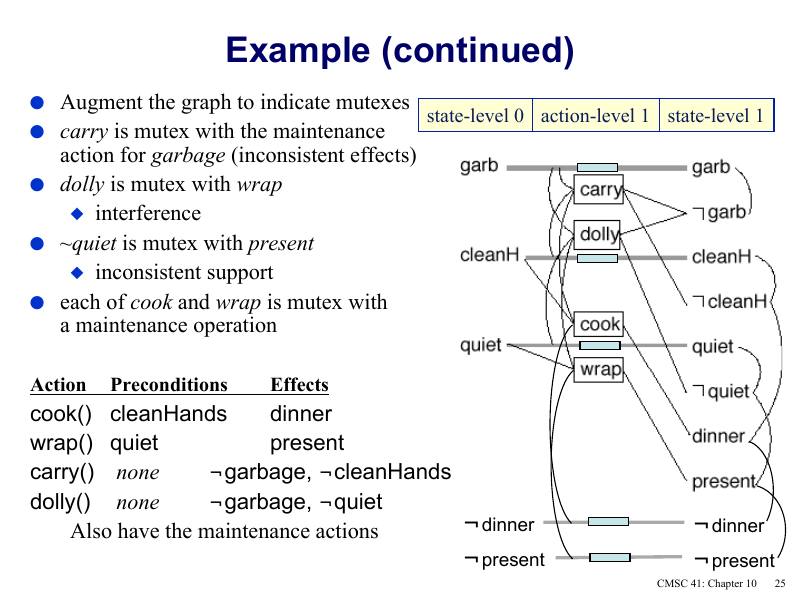 Example (continued)
Augment the graph to indicate mutexes
carry is mutex with the maintenance
action for garbage (inconsistent effects)
dolly is mutex with wrap
interference
~quiet is mutex with present
inconsistent support
each of cook and wrap is mutex with
a maintenance operation
Action Preconditions Effects
cook() cleanHands dinner
wrap() quiet present
carry() none ¬garbage, ¬cleanHands
dolly() none ¬garbage, ¬quiet
Also have the maintenance actions
state-level 0 action-level 1 state-level 1
garb garb
carry
¬garb
dolly
cleanH cleanH
¬cleanH
cook
quiet quiet
wrap
¬quiet
dinner
present
¬dinner ¬dinner
¬present ¬present
CMSC 41: Chapter 10 25